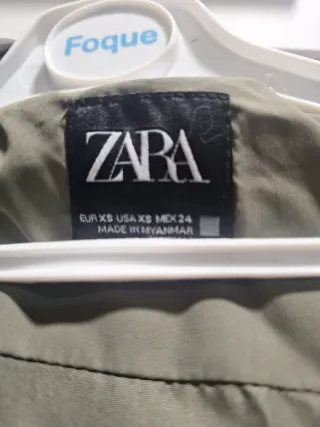 Foque
ZARA
EUR XS USA XS MEX 24
MADE IN MYANMAR